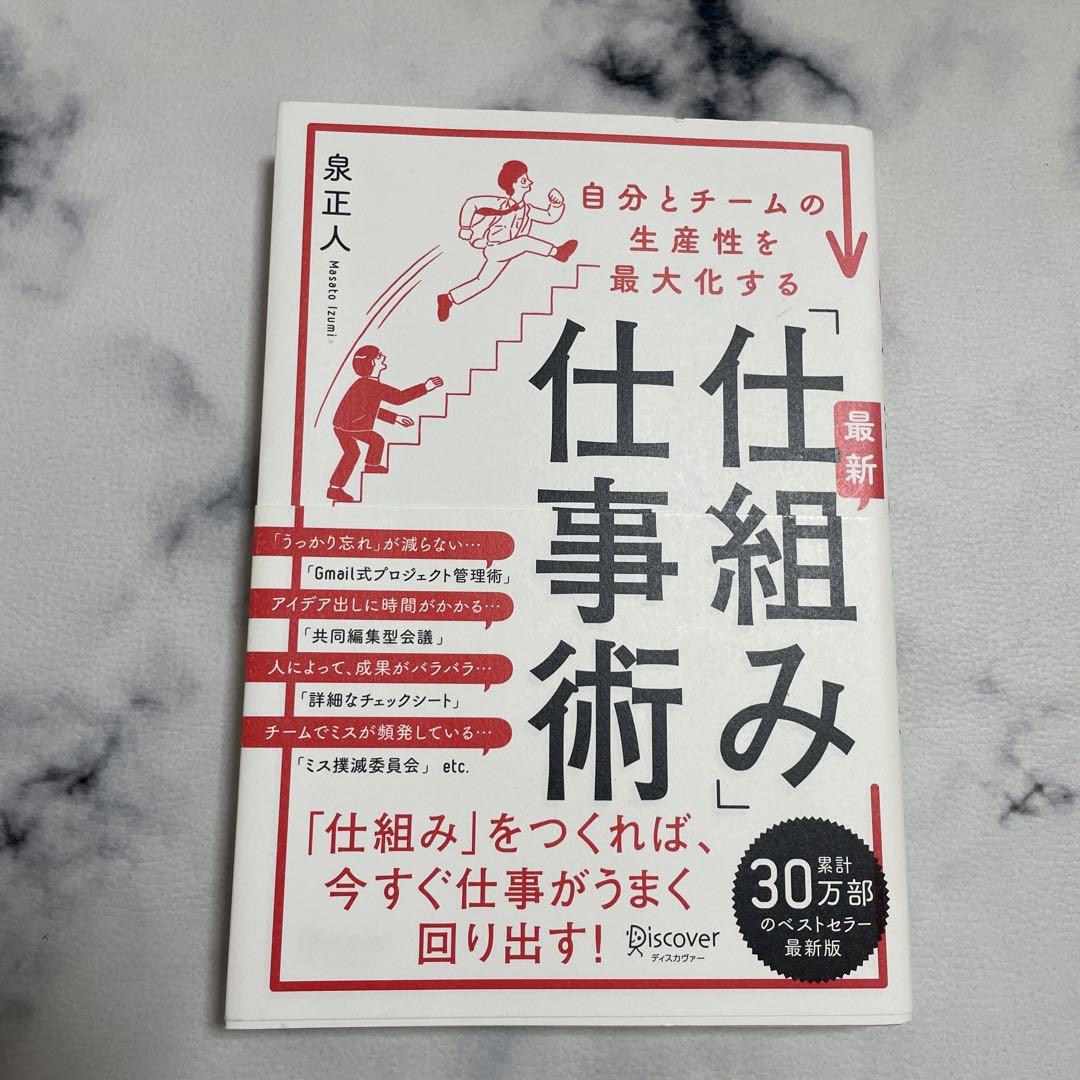 泉正人
Masato Izumi
自分とチームの
生産性を
最大化する
最新
「仕組み」
仕事術
「うっかり忘れ」が減らない…
「Gmail式プロジェクト管理術」
アイデア出しに時間がかかる…
「共同編集型会議」
人によって、成果がバラバラ…
「詳細なチェックシート」
チームでミスが頻発している…
「ミス撲滅委員会」 etc.
「仕組み」をつくれば、
今すぐ仕事がうまく
回り出す！
Discover
ディスカヴァー
累計
30万部
のベストセラー
最新版